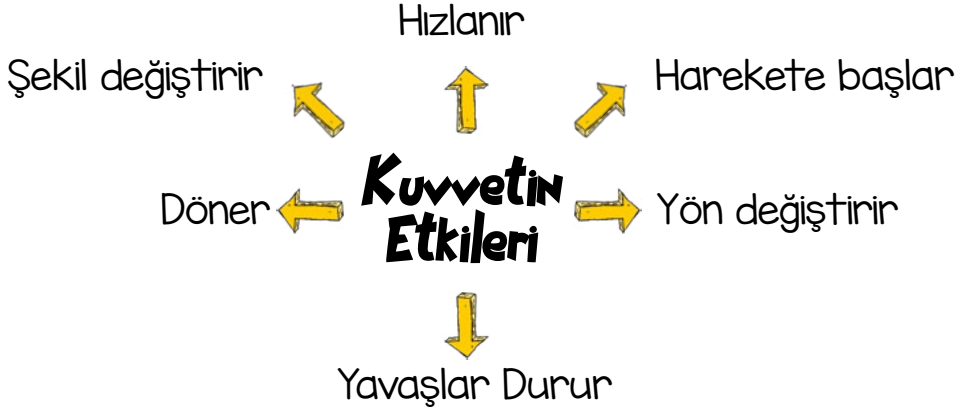 Hızlanır
Şekil değiştirir
Harekete başlar
Kuvvetin
Etkileri
Döner
Yön değiştirir
Yavaşlar Durur